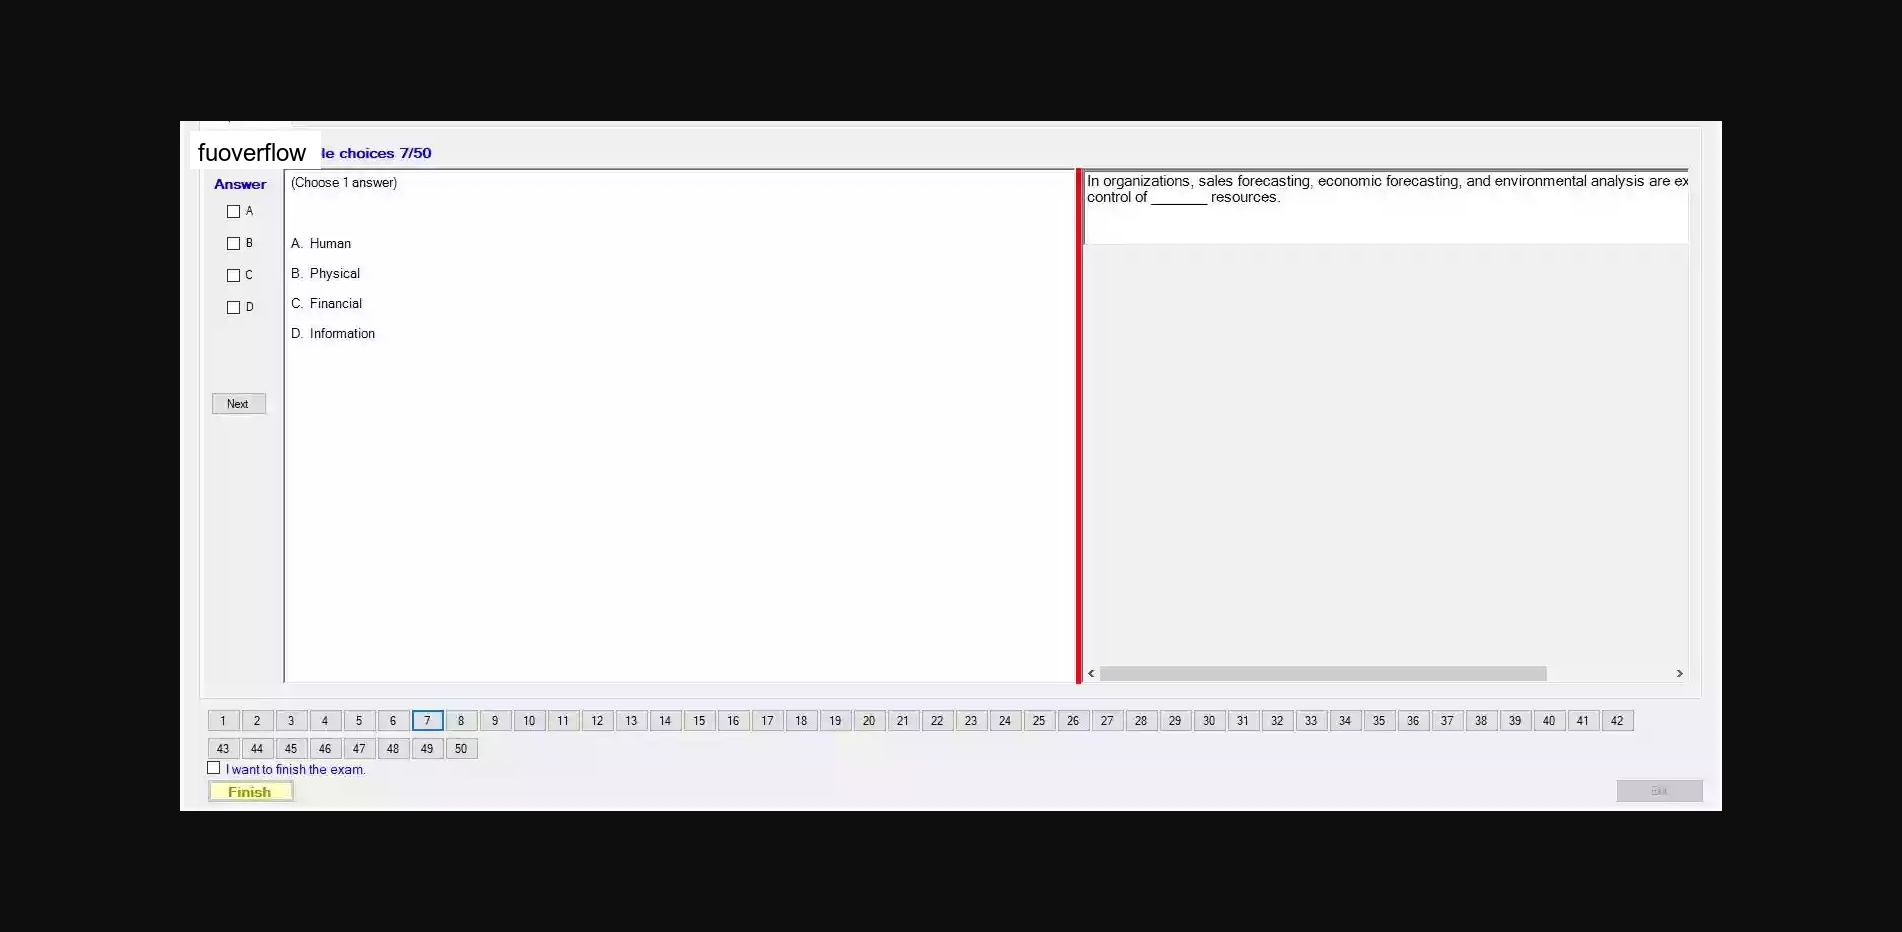 fuoverflow
choices 7/50
Answer
(Choose 1 answer)
A
B
C
D
A. Human
B. Physical
C. Financial
D. Information
Next
In organizations, sales forecasting, economic forecasting, and environmental analysis are
control of _______ resources.
1 2 3 4 5 6 7 8 9 10 11 12 13 14 15 16 17 18 19 20 21 22 23 24 25 26 27 28 29 30 31 32 33 34 35 36 37 38 39 40 41 42
43 44 45 46 47 48 49 50
I want to finish the exam.
Finish
Exit